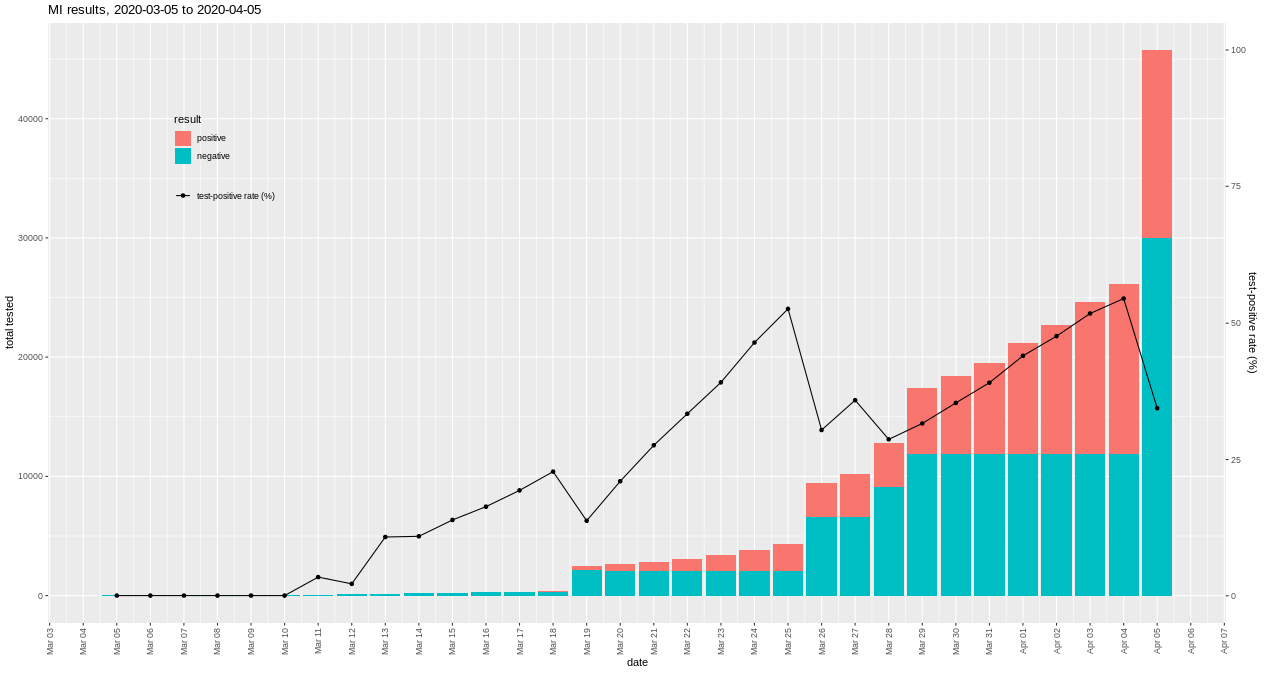 MI results, 2020-03-05 to 2020-04-05
total tested
40000
30000
20000
10000
0
result
positive
negative
test-positive rate (%)
100
75
50
25
0
test-positive rate (%)
Mar 03
Mar 04
Mar 05
Mar 06
Mar 07
Mar 08
Mar 09
Mar 10
Mar 11
Mar 12
Mar 13
Mar 14
Mar 15
Mar 16
Mar 17
Mar 18
Mar 19
Mar 20
Mar 21
Mar 22
Mar 23
Mar 24
Mar 25
Mar 26
Mar 27
Mar 28
Mar 29
Mar 30
Mar 31
Apr 01
Apr 02
Apr 03
Apr 04
Apr 05
Apr 06
Apr 07
date